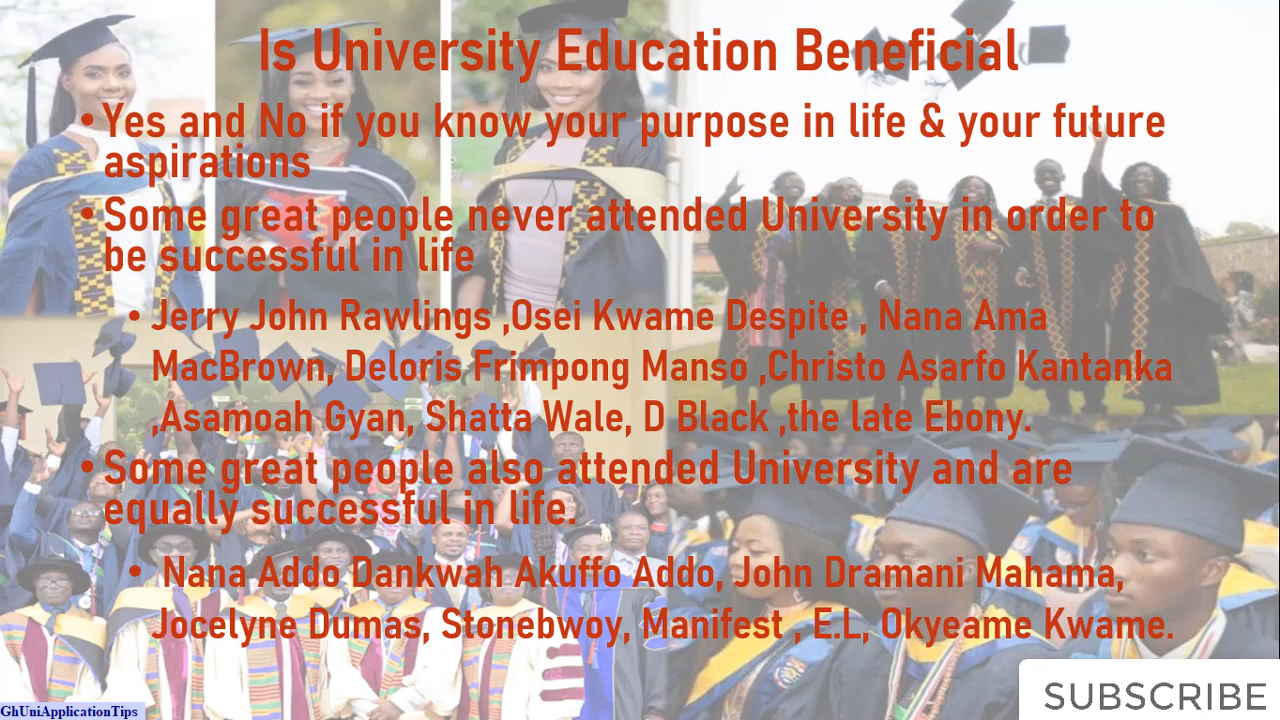 Is University Education Beneficial
• Yes and No if you know your purpose in life & your future
aspirations
• Some great people never attended University in order to
be successful in life
• Jerry John Rawlings ,Osei Kwame Despite , Nana Ama
MacBrown, Deloris Frimpong Manso ,Christo Asarfo Kantanka
,Asamoah Gyan, Shatta Wale, D Black ,the late Ebony.
• Some great people also attended University and are
equally successful in life.
• Nana Addo Dankwah Akuffo Addo, John Dramani Mahama,
Jocelyne Dumas, Stonebwoy, Manifest , E.L, Okyeame Kwame.
GhUniApplicationTips
SUBSCRIBE